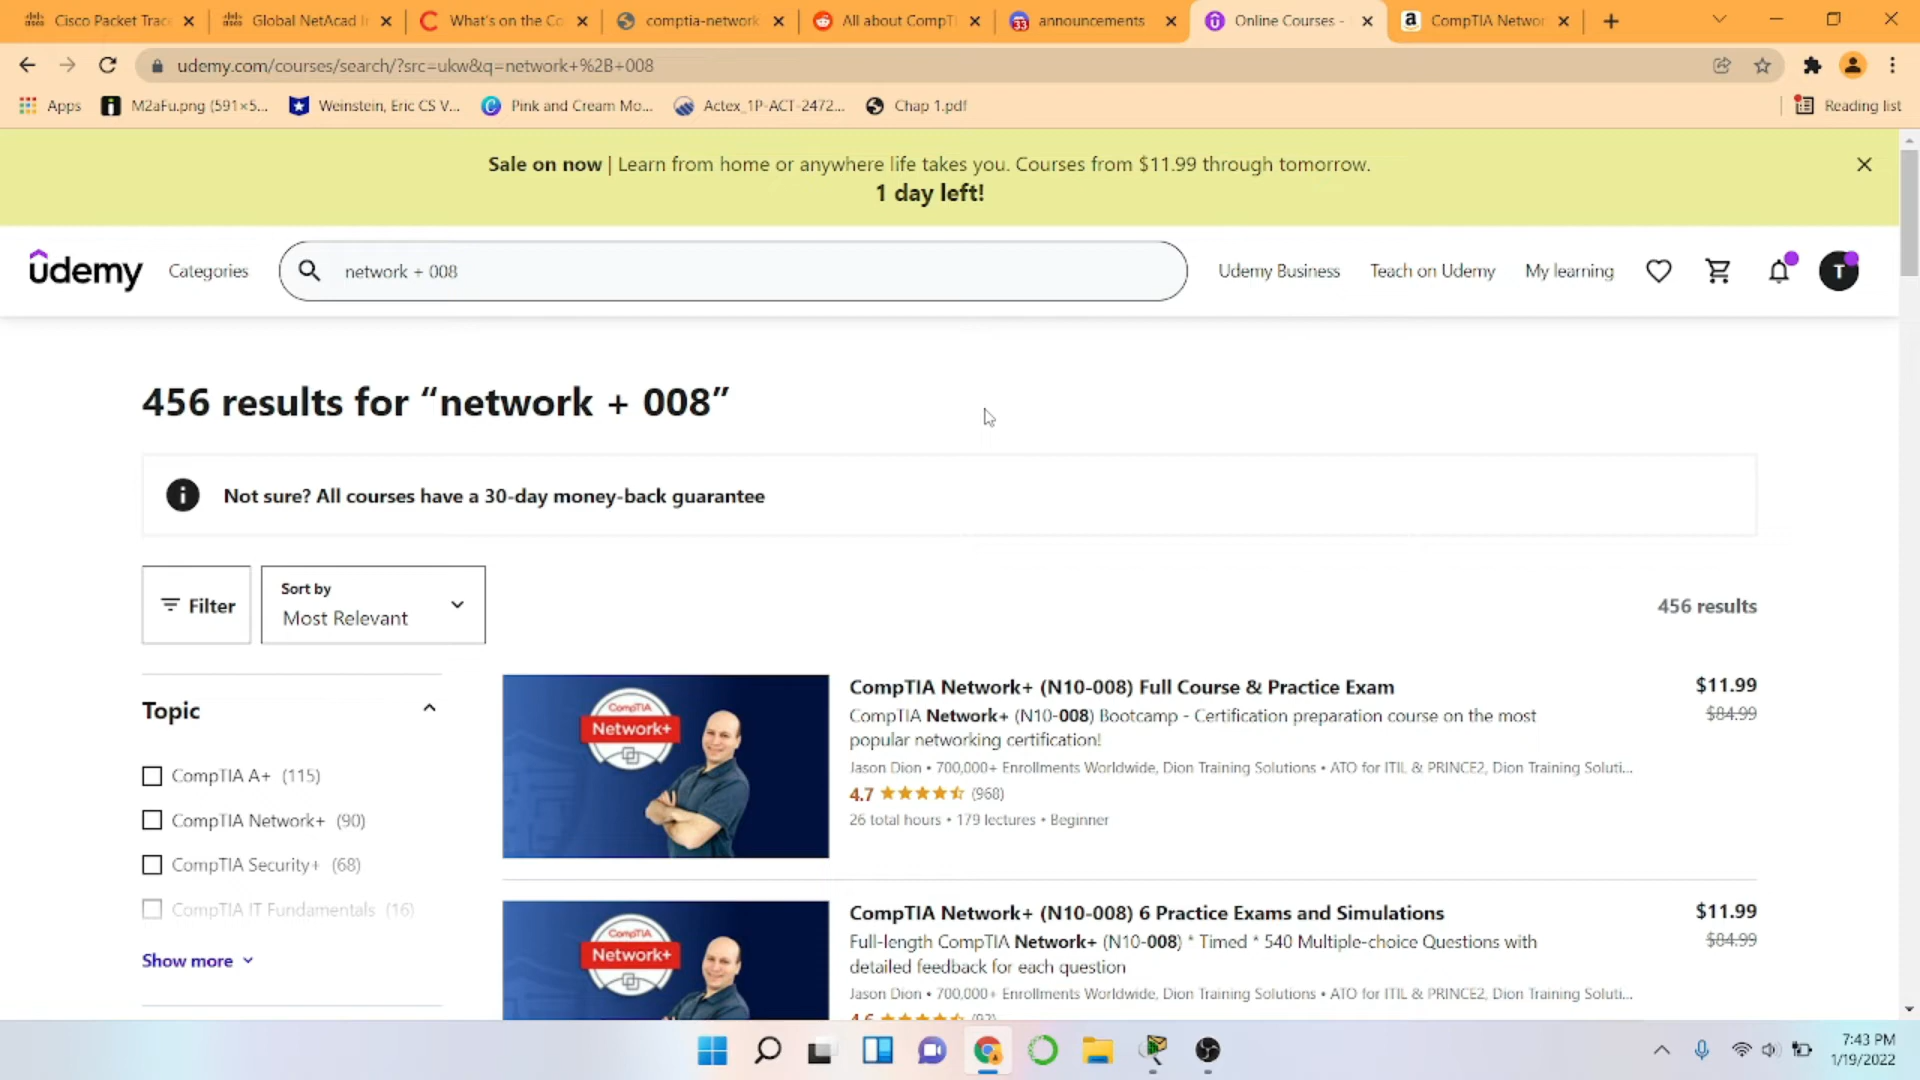 Cisco Packet Trac
Global NetAcad I
What's on the Co
comptia-network
All about CompT
announcements
Online Courses -
CompTIA Networ
udemy.com/courses/search/?src=ukw&q=network+%2B+008
Apps
M2aFu.png (591×5...
Weinstein, Eric CS V...
Pink and Cream Mo...
Actex_1P-ACT-2472...
Chap 1.pdf
Reading list
Sale on now | Learn from home or anywhere life takes you. Courses from $11.99 through tomorrow.
1 day left!
udemy
Categories
network + 008
Udemy Business
Teach on Udemy
My learning
T
456 results for “network + 008”
Not sure? All courses have a 30-day money-back guarantee
Filter
Sort by
Most Relevant
456 results
Topic
CompTIA A+ (115)
CompTIA Network+ (90)
CompTIA Security+ (68)
CompTIA IT Fundamentals (16)
Show more
CompTIA
Network+
CompTIA Network+ (N10-008) Full Course & Practice Exam
$11.99
CompTIA Network+ (N10-008) Bootcamp - Certification preparation course on the most
$84.99
popular networking certification!
Jason Dion • 700,000+ Enrollments Worldwide, Dion Training Solutions • ATO for ITIL & PRINCE2, Dion Training Soluti...
4.7 (968)
26 total hours • 179 lectures • Beginner
CompTIA
Network+
CompTIA Network+ (N10-008) 6 Practice Exams and Simulations
$11.99
Full-length CompTIA Network+ (N10-008) * Timed * 540 Multiple-choice Questions with
$84.99
detailed feedback for each question
Jason Dion • 700,000+ Enrollments Worldwide, Dion Training Solutions • ATO for ITIL & PRINCE2, Dion Training Soluti...
7:43 PM
1/19/2022